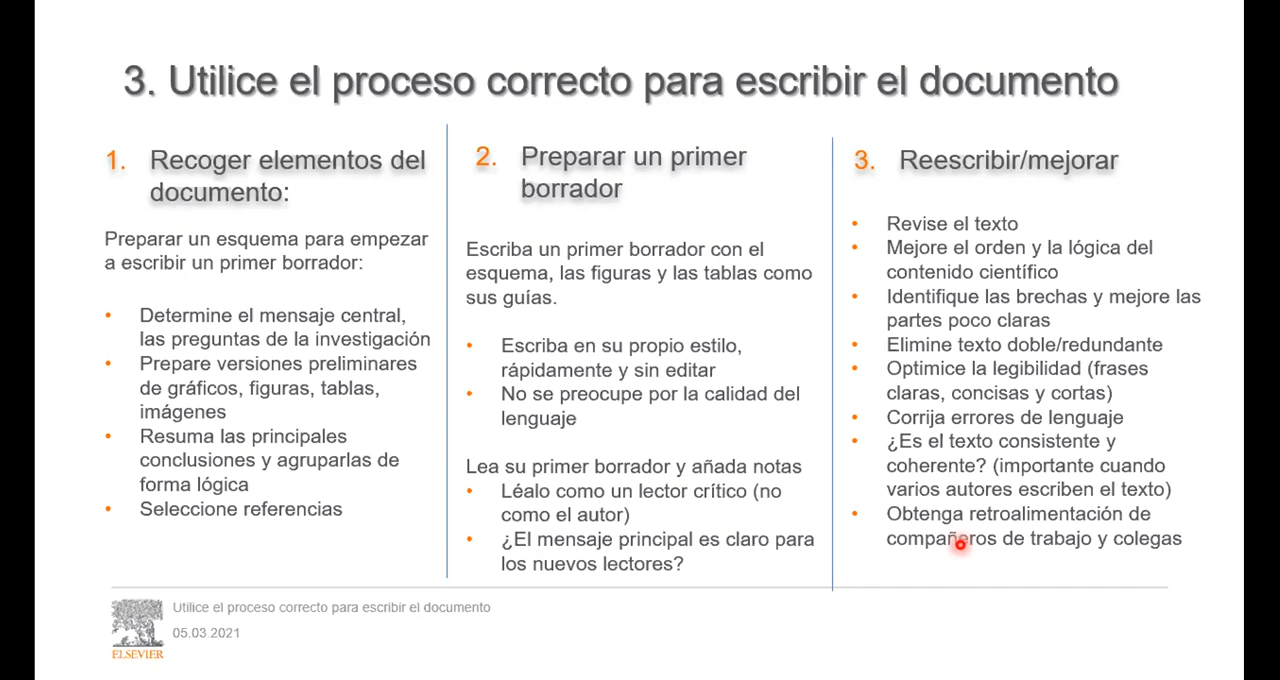 3. Utilice el proceso correcto para escribir el documento
1. Recoger elementos del
documento:
Preparar un esquema para empezar
a escribir un primer borrador:
• Determine el mensaje central,
las preguntas de la investigación
• Prepare versiones preliminares
de gráficos, figuras, tablas,
imágenes
• Resuma las principales
conclusiones y agruparlas de
forma lógica
• Seleccione referencias
2. Preparar un primer
borrador
Escriba un primer borrador con el
esquema, las figuras y las tablas como
sus guías.
• Escriba en su propio estilo,
rápidamente y sin editar
• No se preocupe por la calidad del
lenguaje
Lea su primer borrador y añada notas
• Léalo como un lector crítico (no
como el autor)
• ¿El mensaje principal es claro para
los nuevos lectores?
3. Reescribir/mejorar
• Revise el texto
• Mejore el orden y la lógica del
contenido científico
• Identifique las brechas y mejore las
partes poco claras
• Elimine texto doble/redundante
• Optimice la legibilidad (frases
claras, concisas y cortas)
• Corrija errores de lenguaje
• ¿Es el texto consistente y
coherente? (importante cuando
varios autores escriben el texto)
• Obtenga retroalimentación de
compañeros de trabajo y colegas
Utilice el proceso correcto para escribir el documento
05.03.2021
ELSEVIER